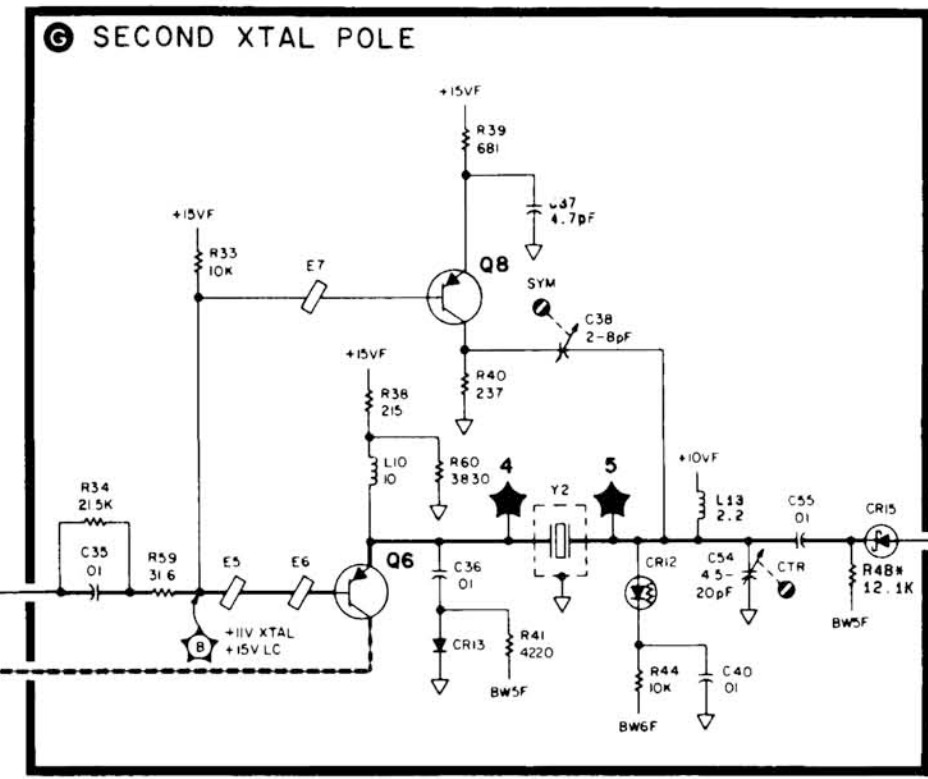 G SECOND XTAL POLE
+15VF
R39
681
C37
4.7pF
+15VF
R33
10K
E7
Q8
SYM
C38
2-8pF
+15VF
R38
215
R40
237
L10
10
R60
3830
4
5
+10VF
R34
21.5K
C35
.01
R59
31.6
E5
E6
Q6
Y2
L13
2.2
C55
.01
CR15
C36
.01
CR12
C54
4.5-
20pF
CTR
R48*
12.1K
BW5F
B
+11V XTAL
+15V LC
CR13
R41
4220
BW5F
R44
10K
C40
.01
BW6F